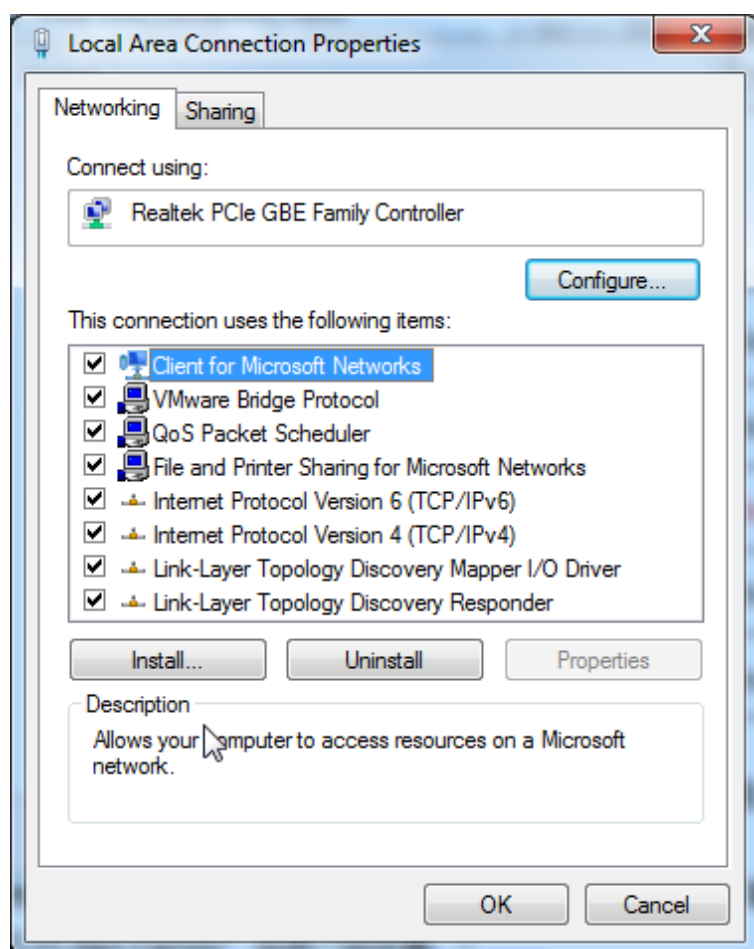 Local Area Connection Properties
Networking
Sharing
Connect using:
Realtek PCIe GBE Family Controller
Configure...
This connection uses the following items:
Client for Microsoft Networks
VMware Bridge Protocol
QoS Packet Scheduler
File and Printer Sharing for Microsoft Networks
Internet Protocol Version 6 (TCP/IPv6)
Internet Protocol Version 4 (TCP/IPv4)
Link-Layer Topology Discovery Mapper I/O Driver
Link-Layer Topology Discovery Responder
Install...
Uninstall
Properties
Description
Allows your computer to access resources on a Microsoft
network.
OK
Cancel